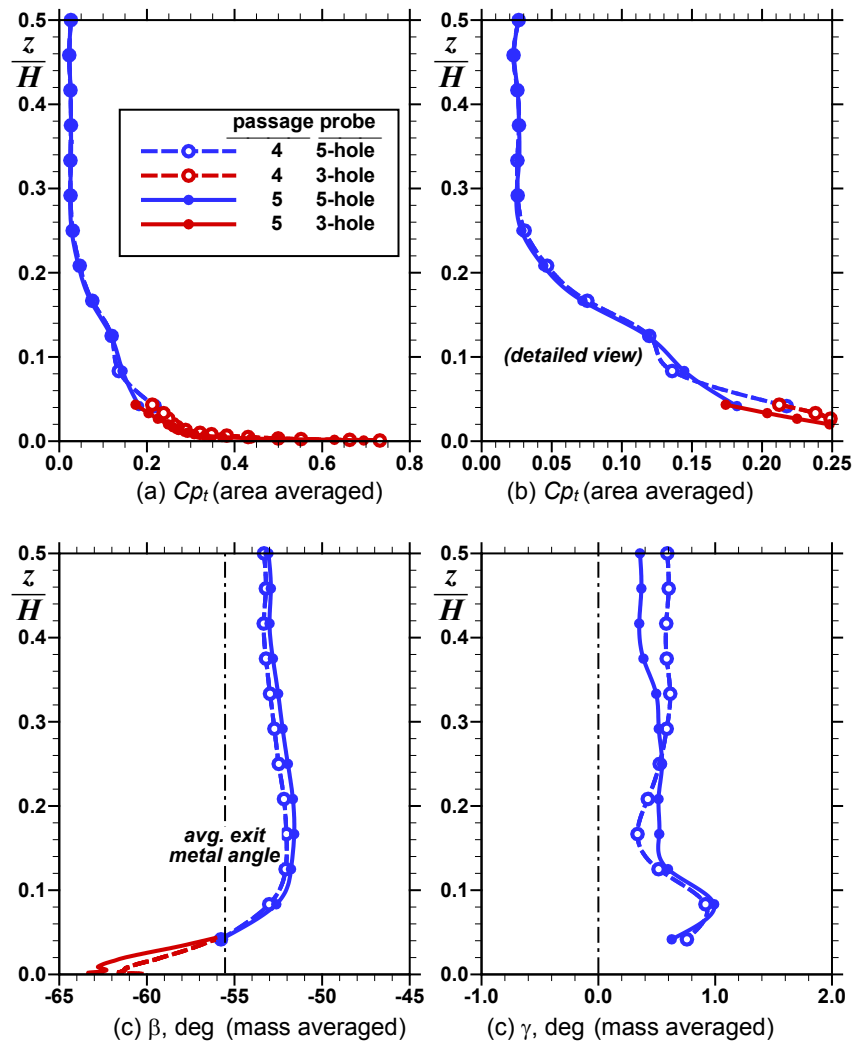 0.5
z
H
0.4
0.3
0.2
0.1
0.0
passage probe
4 5-hole
4 3-hole
5 5-hole
5 3-hole
0.0 0.2 0.4 0.6 0.8
(a) Cpt (area averaged)
0.5
z
H
0.4
0.3
0.2
0.1
0.0
(detailed view)
0.00 0.05 0.10 0.15 0.20 0.25
(b) Cpt (area averaged)
0.5
z
H
0.4
0.3
0.2
0.1
0.0
avg. exit
metal angle
-65 -60 -55 -50 -45
(c) β, deg (mass averaged)
0.5
z
H
0.4
0.3
0.2
0.1
0.0
-1.0 0.0 1.0 2.0
(c) γ, deg (mass averaged)